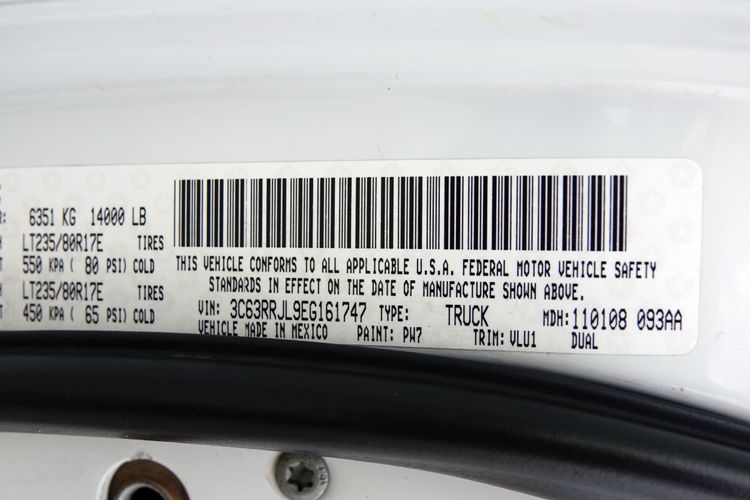 6351 KG 14000 LB
LT235/80R17E TIRES
550 KPA ( 80 PSI) COLD
LT235/80R17E TIRES
450 KPA ( 65 PSI) COLD
THIS VEHICLE CONFORMS TO ALL APPLICABLE U.S.A. FEDERAL MOTOR VEHICLE SAFETY
STANDARDS IN EFFECT ON THE DATE OF MANUFACTURE SHOWN ABOVE.
VIN: 3C63RRJL9EG161747 TYPE: TRUCK MDH: 110108 093AA
VEHICLE MADE IN MEXICO PAINT: PW7 TRIM: VLU1 DUAL